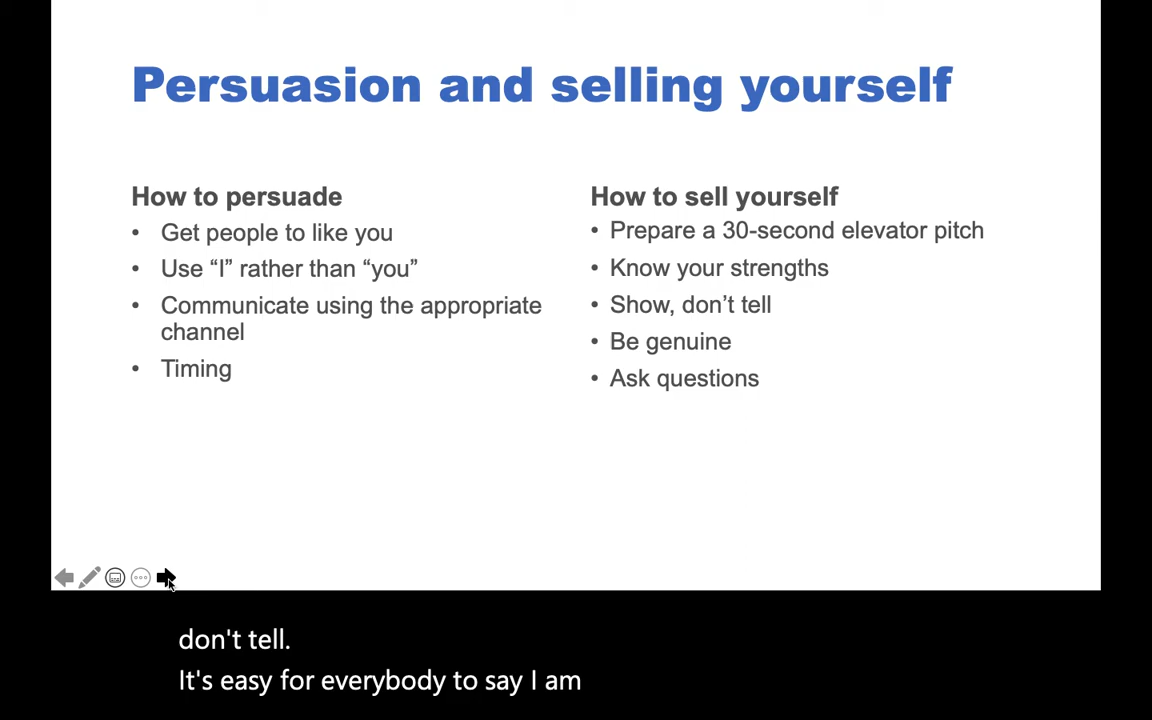 Persuasion and selling yourself
How to persuade
• Get people to like you
• Use “I” rather than “you”
• Communicate using the appropriate
channel
• Timing
How to sell yourself
• Prepare a 30-second elevator pitch
• Know your strengths
• Show, don’t tell
• Be genuine
• Ask questions
don't tell.
It's easy for everybody to say I am